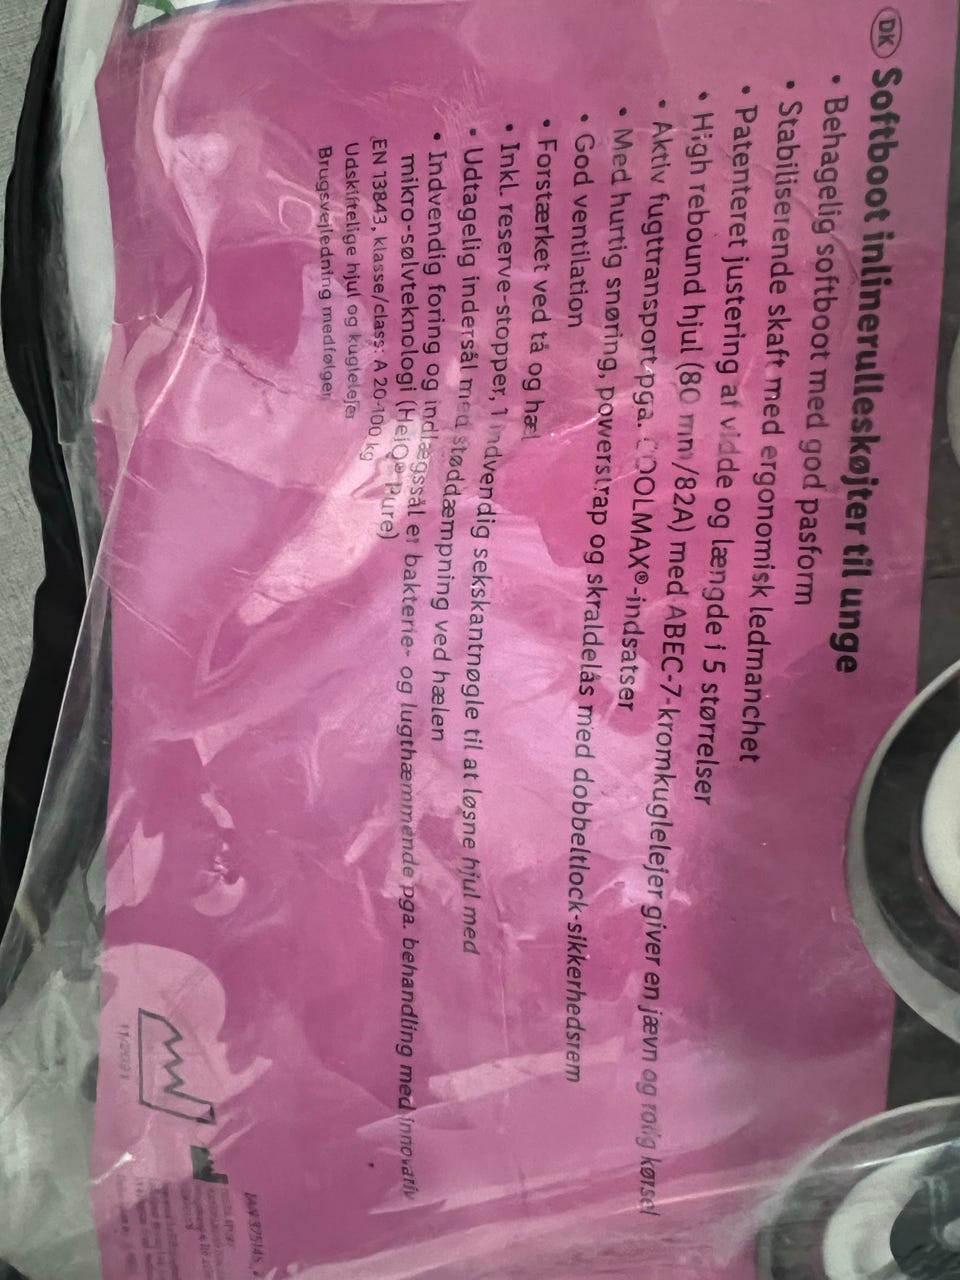 DK Softboot inlinerulleskøjter til unge
• Behagelig softboot med god pasform
• Stabiliserende skaft med ergonomisk ledmanchet
• Patenteret justering af vidde og længde i 5 størrelser
• High rebound hjul (80 mm/82A) med ABEC-7-kromkuglelejer giver en jævn og rolig kørsel
• Aktiv fugttransport pga. COOLMAX®-indsatser
• Med hurtig snøring, powerstrap og skraldelås med dobbeltlock-sikkerhedsrem
• God ventilation
• Forstærket ved tå og hæl
• Inkl. reserve-stopper, 1 indvendig sekskantnøgle til at løsne hjul med
• Udtagelig indersål med støddæmpning ved hælen
• Indvendig foring og indlægssål er bakterie- og lugthæmmende pga. behandling med innovativ
mikro-sølvteknologi (HeiQ® Pure)
EN 13843, klasse/class: A 20-100 kg
Udskiftelige hjul og kuglelejer
Brugsvejledning medfølger
11/2021